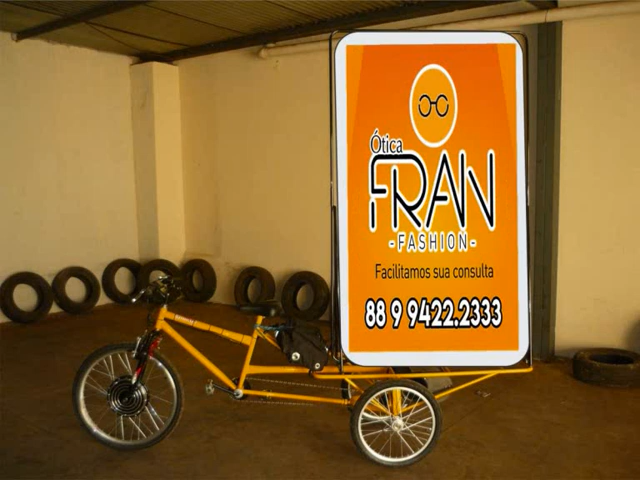 Ótica
FRAN
-FASHION-
Facilitamos sua consulta
88 9 9422.2333